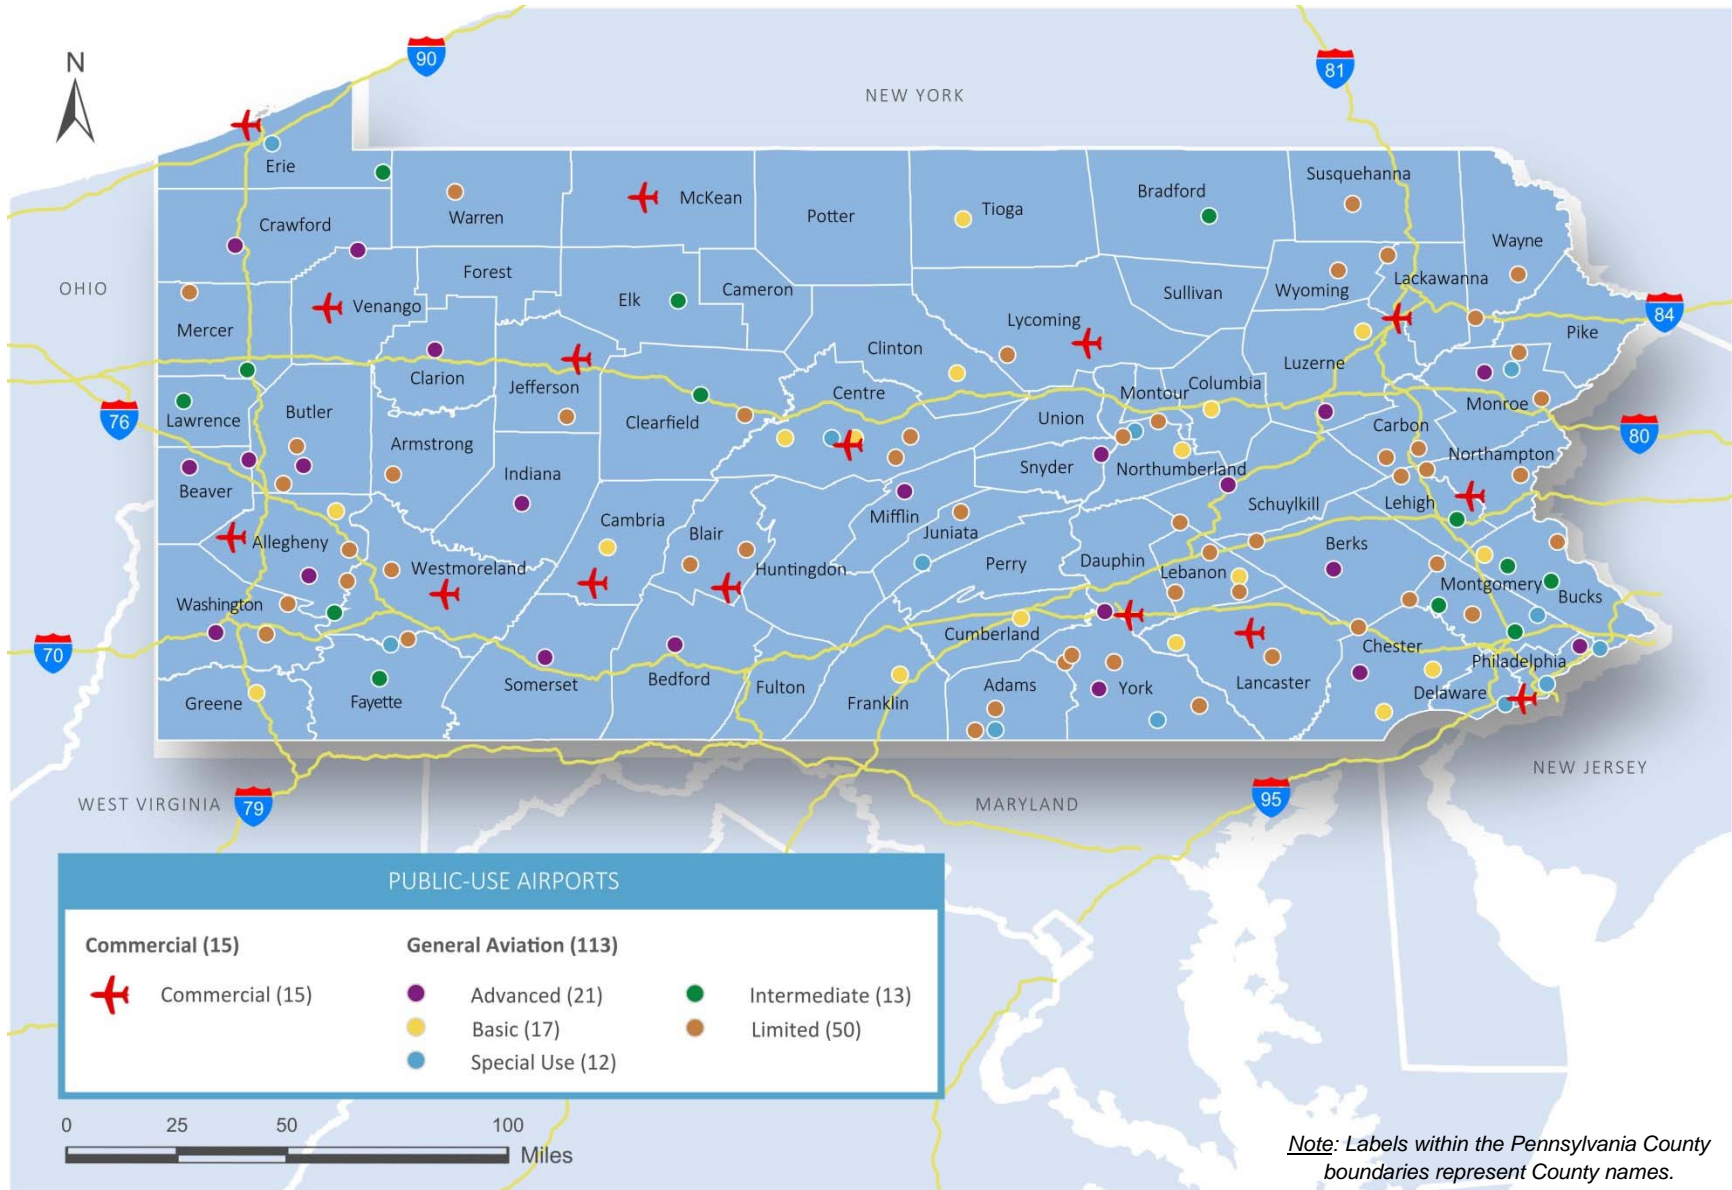 90
81
N
NEW YORK
Erie
Susquehanna
McKean
Bradford
Warren
Tioga
Potter
Crawford
Wayne
Forest
Lackawanna
OHIO
Elk
Cameron
Wyoming
Sullivan
Venango
84
Mercer
Lycoming
Pike
Clinton
Luzerne
Clarion
Jefferson
Columbia
Montour
Centre
Monroe
76
Lawrence
Butler
Clearfield
Union
Carbon
80
Armstrong
Northampton
Snyder
Northumberland
Indiana
Beaver
Schuylkill
Lehigh
Mifflin
Cambria
Blair
Juniata
Allegheny
Berks
Perry
Dauphin
Huntingdon
Westmoreland
Lebanon
Montgomery
Washington
Bucks
Cumberland
70
Chester
Philadelphia
Bedford
Somerset
Fulton
Adams
York
Lancaster
Delaware
Greene
Fayette
Franklin
NEW JERSEY
WEST VIRGINIA
79
MARYLAND
95
PUBLIC-USE AIRPORTS
Commercial (15)
General Aviation (113)
Commercial (15)
Advanced (21)
Intermediate (13)
Basic (17)
Limited (50)
Special Use (12)
0 25 50 100
Miles
Note: Labels within the Pennsylvania County
boundaries represent County names.